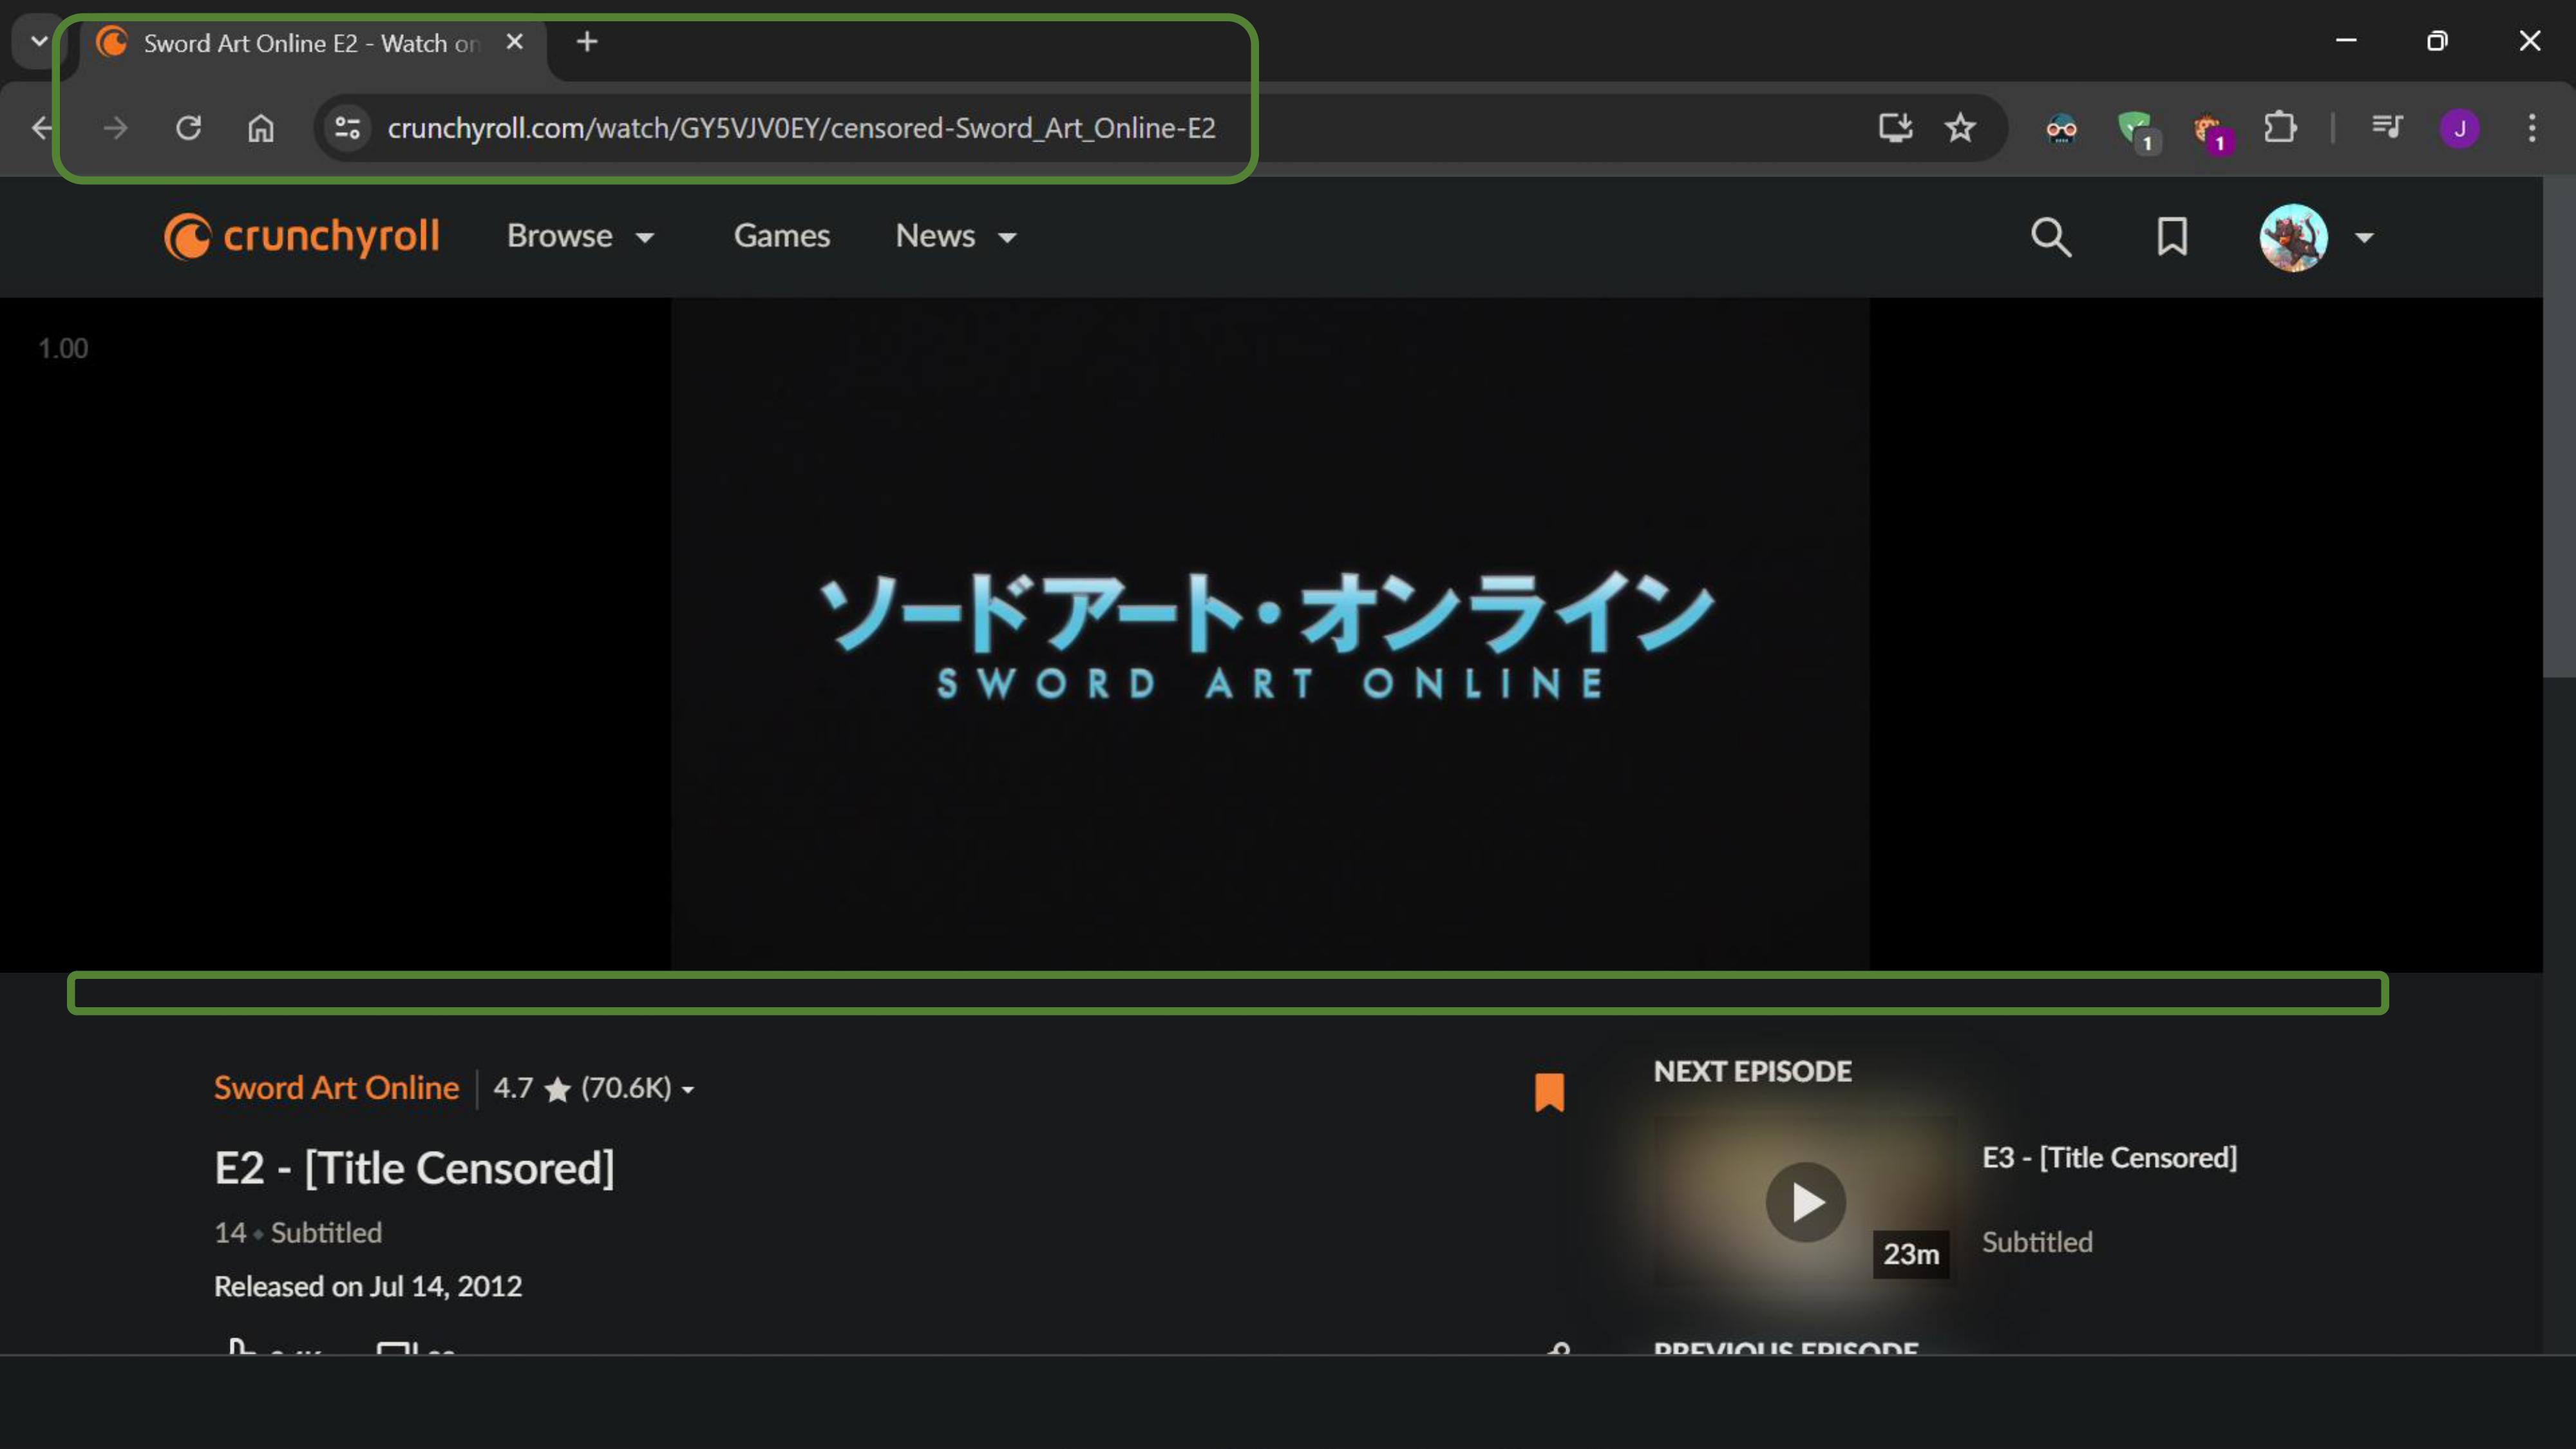 Sword Art Online E2 - Watch on
crunchyroll.com/watch/GY5VJV0EY/censored-Sword_Art_Online-E2
1
1
J
crunchyroll Browse Games News
1.00
ソードアート・オンライン
SWORD ART ONLINE
Sword Art Online 4.7 (70.6K)
E2 - [Title Censored]
14 Subtitled
Released on Jul 14, 2012
NEXT EPISODE
E3 - [Title Censored]
23m
Subtitled
PREVIOUS EPISODE